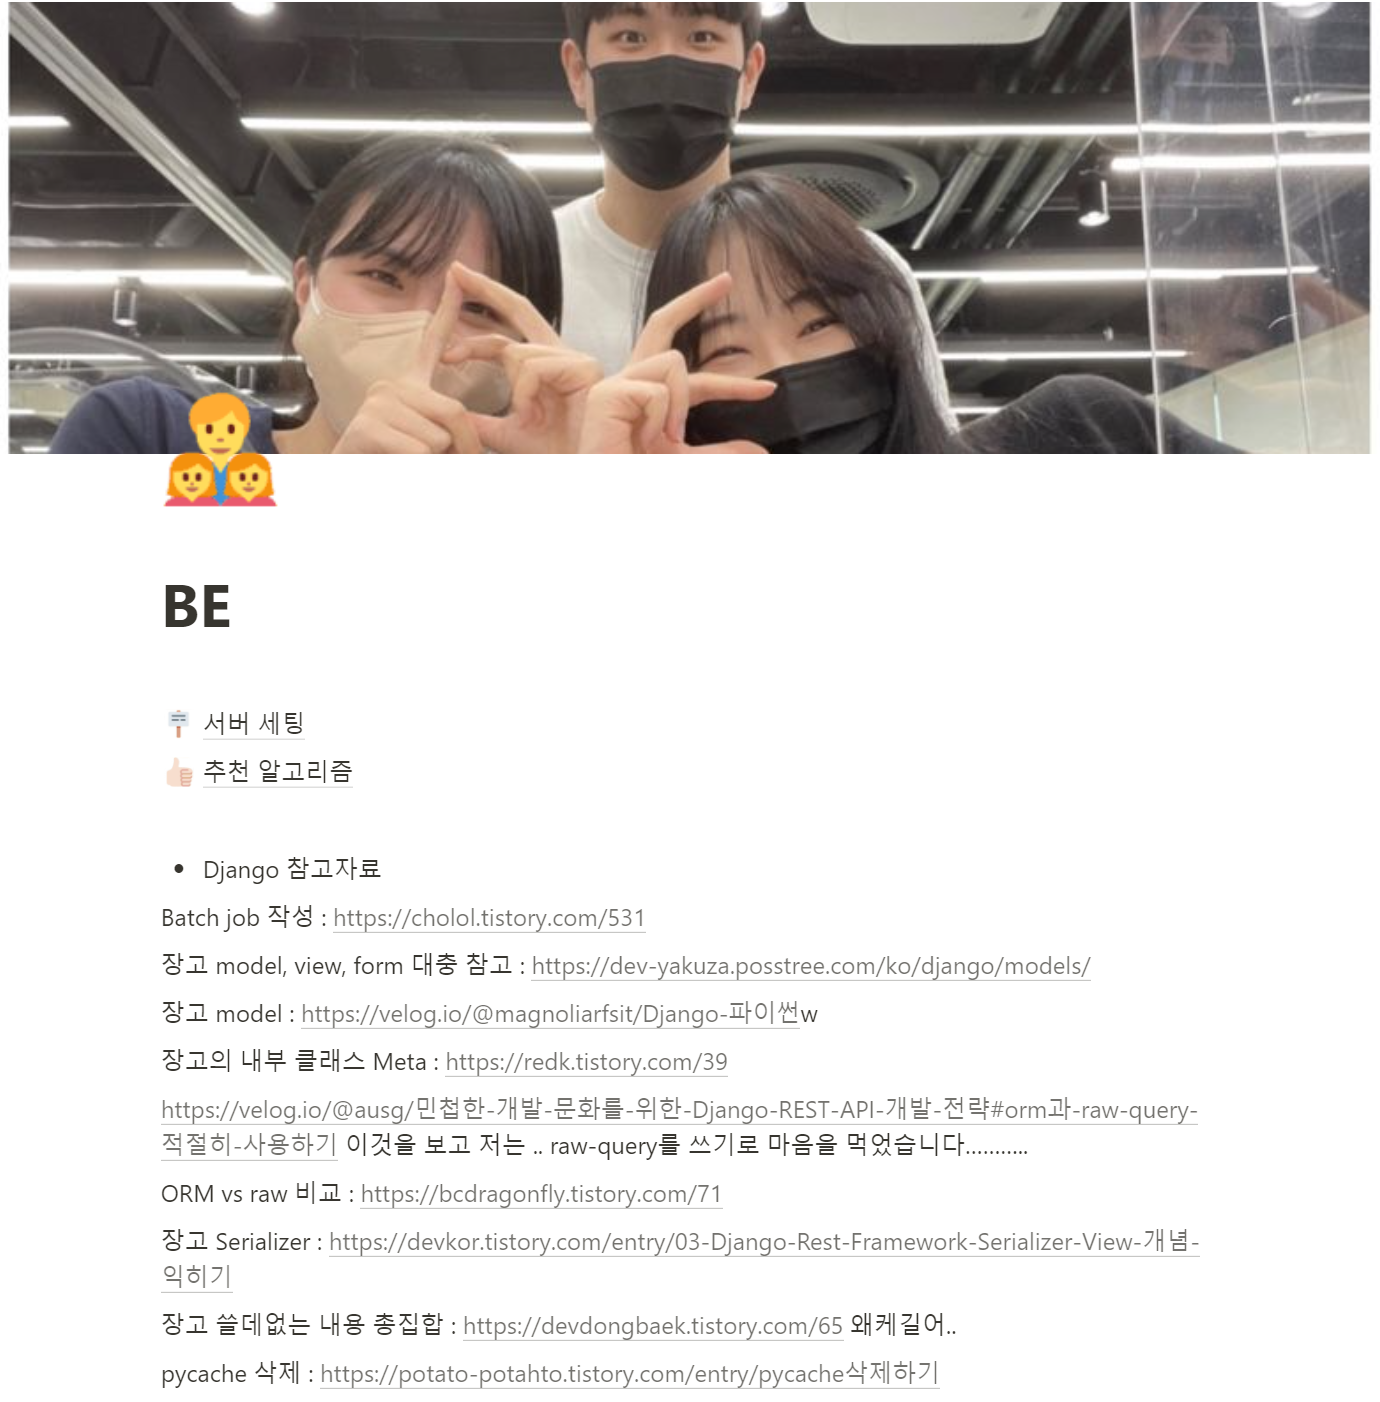 BE
서버 세팅
추천 알고리즘
• Django 참고자료
Batch job 작성 : https://cholol.tistory.com/531
장고 model, view, form 대충 참고 : https://dev-yakuza.posstree.com/ko/django/models/
장고 model : https://velog.io/@magnoliarfsit/Django-파이썬w
장고의 내부 클래스 Meta : https://redk.tistory.com/39
https://velog.io/@ausg/민첩한-개발-문화를-위한-Django-REST-API-개발-전략#orm과-raw-query-
적절히-사용하기 이것을 보고 저는 .. raw-query를 쓰기로 마음을 먹었습니다...........
ORM vs raw 비교 : https://bcdragonfly.tistory.com/71
장고 Serializer : https://devkor.tistory.com/entry/03-Django-Rest-Framework-Serializer-View-개념-
익히기
장고 쓸데없는 내용 총집합 : https://devdongbaek.tistory.com/65 왜케길어..
pycache 삭제 : https://potato-potahto.tistory.com/entry/pycache삭제하기